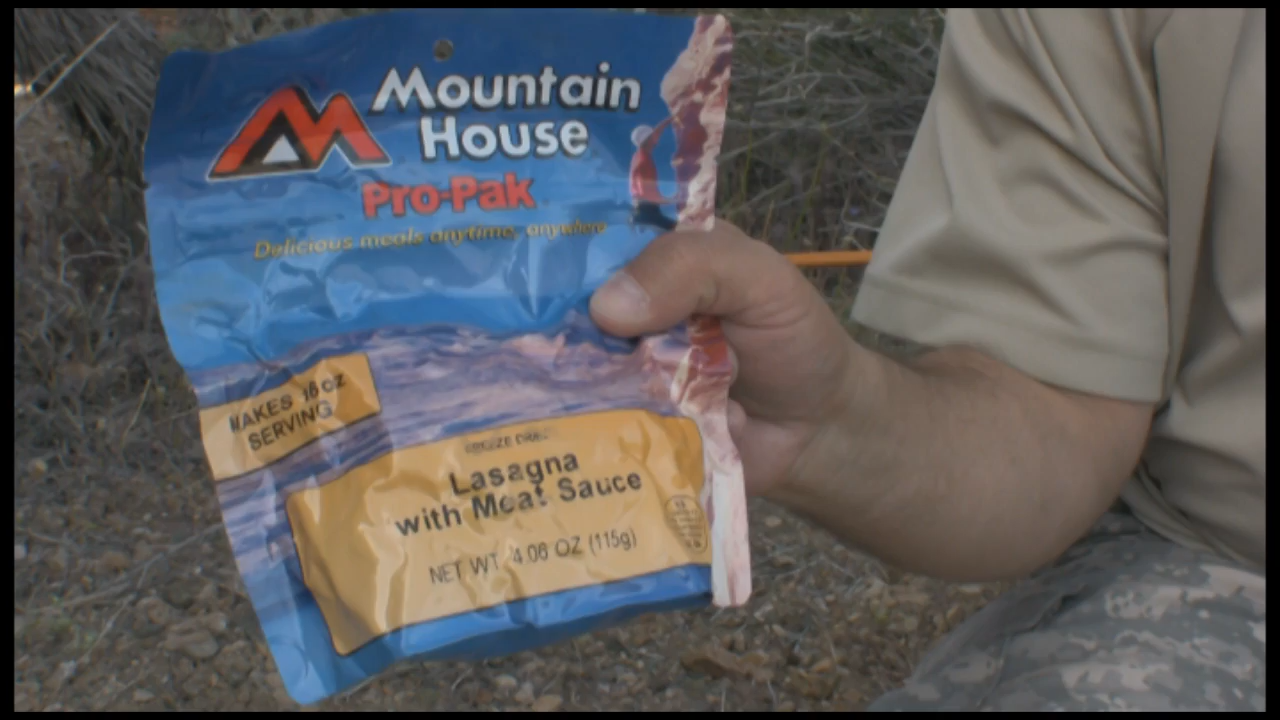 Mountain
House
Pro-Pak
Delicious meals anytime, anywhere
MAKES 16 OZ
SERVING
FREEZE DRIED
Lasagna
with Meat Sauce
NET WT 4.06 OZ (115g)